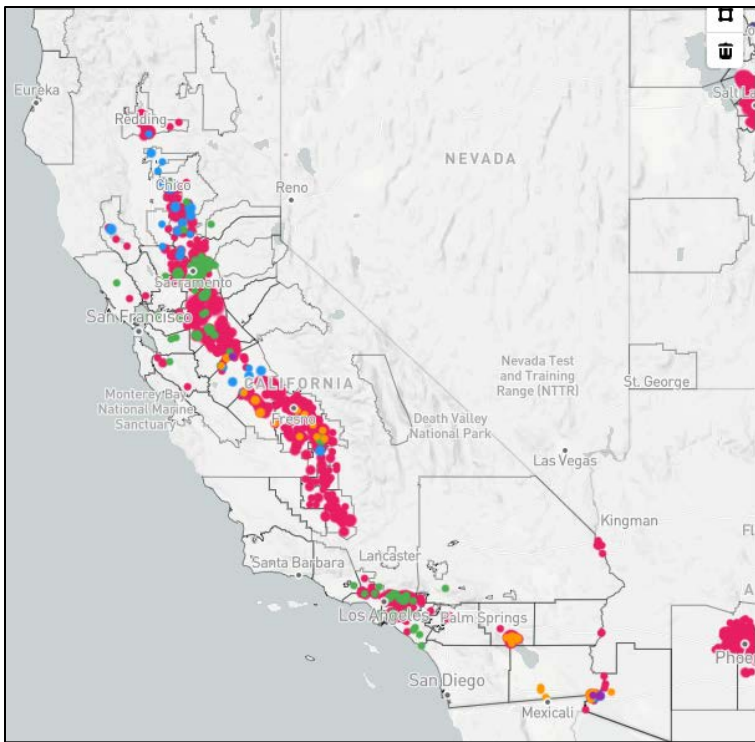 Eureka
Redding
Salt La
NEVADA
Chico
Reno
Sacramento
San Francisco
CALIFORNIA
Nevada Test
and Training
Range (NTTR)
St. George
Monterey Bay
National Marine
Sanctuary
Fresno
Death Valley
National Park
Las Vegas
Kingman
Lancaster
Santa Barbara
Los Angeles
Palm Springs
Phoe
San Diego
Mexicali